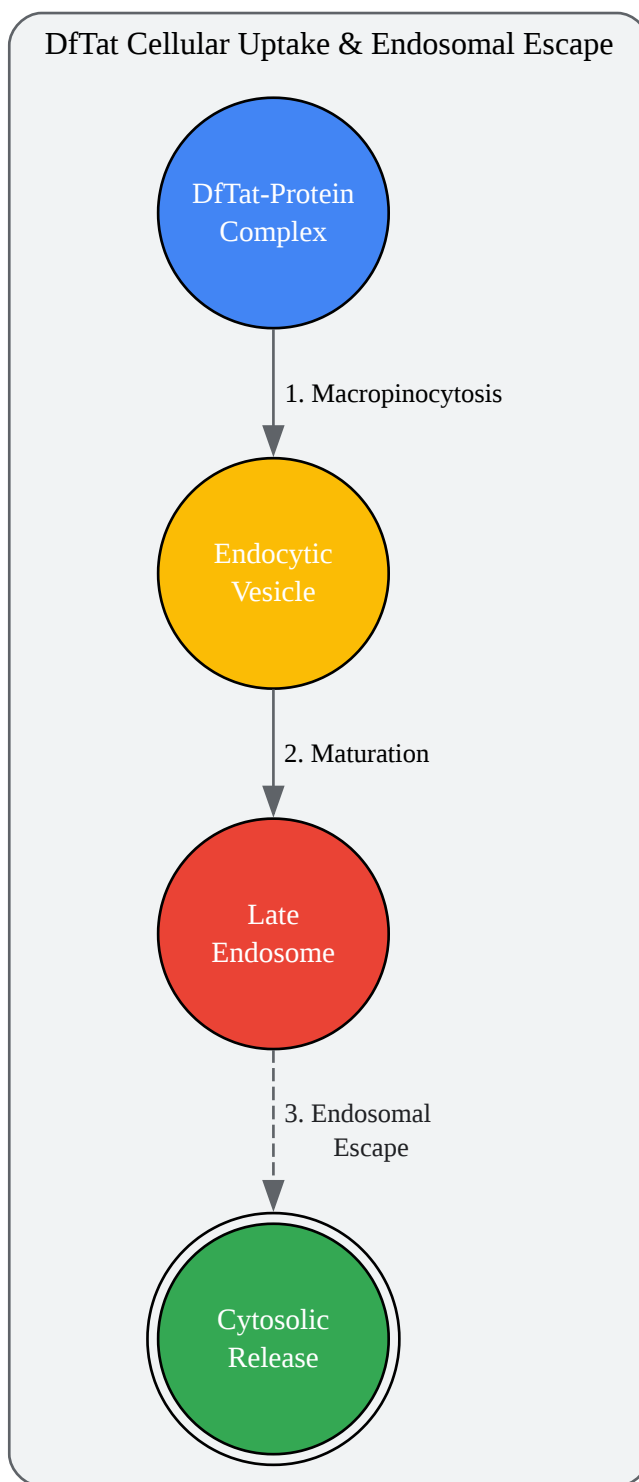 DfTat Cellular Uptake & Endosomal Escape
DfTat-Protein
Complex
1. Macropinocytosis
Endocytic
Vesicle
2. Maturation
Late
Endosome
3. Endosomal
Escape
Cytosolic
Release